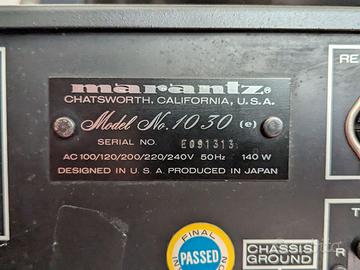 marantz®
CHATSWORTH, CALIFORNIA, U.S.A.
Model No. 1030 (e)
SERIAL NO. E091313
AC 100/120/200/220/240V 50Hz 140 W
DESIGNED IN U.S.A. PRODUCED IN JAPAN
RE
FINAL
PASSED
CHASSIS
GROUND
T
R